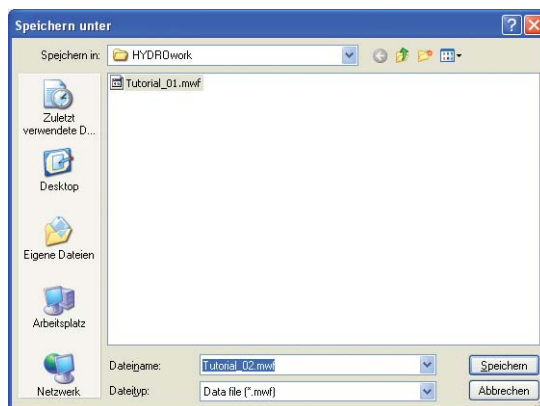 Speichern unter
Speichern in: HYDROwork
Tutorial_01.mwf
Zuletzt
verwendete D...
Desktop
Eigene Dateien
Arbeitsplatz
Netzwerk
Dateiname: Tutorial_02.mwf Speichern
Dateityp: Data file (*.mwf) Abbrechen